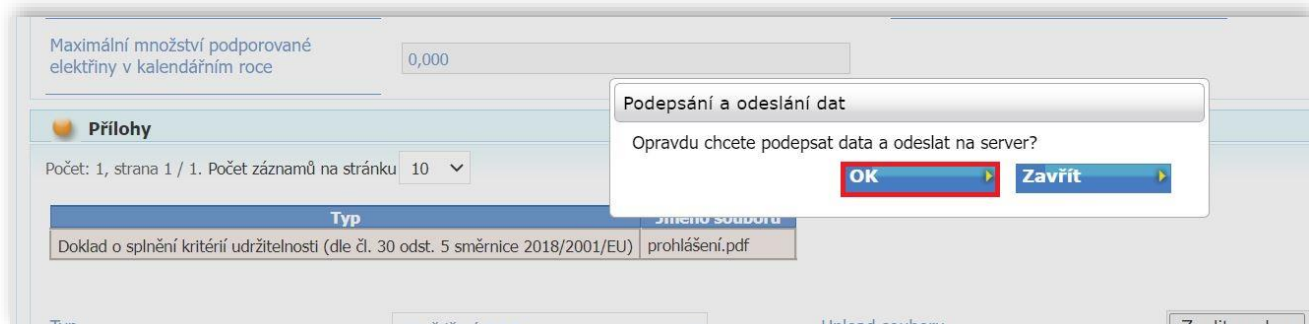 Maximální množství podporované
elektřiny v kalendářním roce
0,000
Podepsání a odeslání dat
Opravdu chcete podepsat data a odeslat na server?
OK
Zavřít
Přílohy
Počet: 1, strana 1 / 1. Počet záznamů na stránku 10
Typ
Jméno souboru
Doklad o splnění kritérií udržitelnosti (dle čl. 30 odst. 5 směrnice 2018/2001/EU) prohlášení.pdf